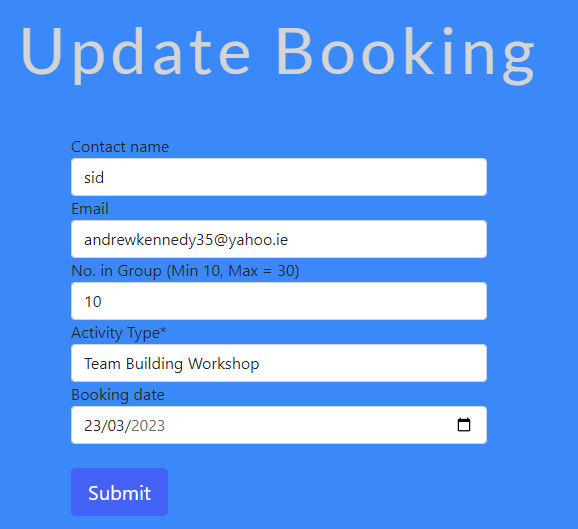 Update Booking
Contact name
sid
Email
andrewkennedy35@yahoo.ie
No. in Group (Min 10, Max = 30)
10
Activity Type*
Team Building Workshop
Booking date
23/03/2023
Submit